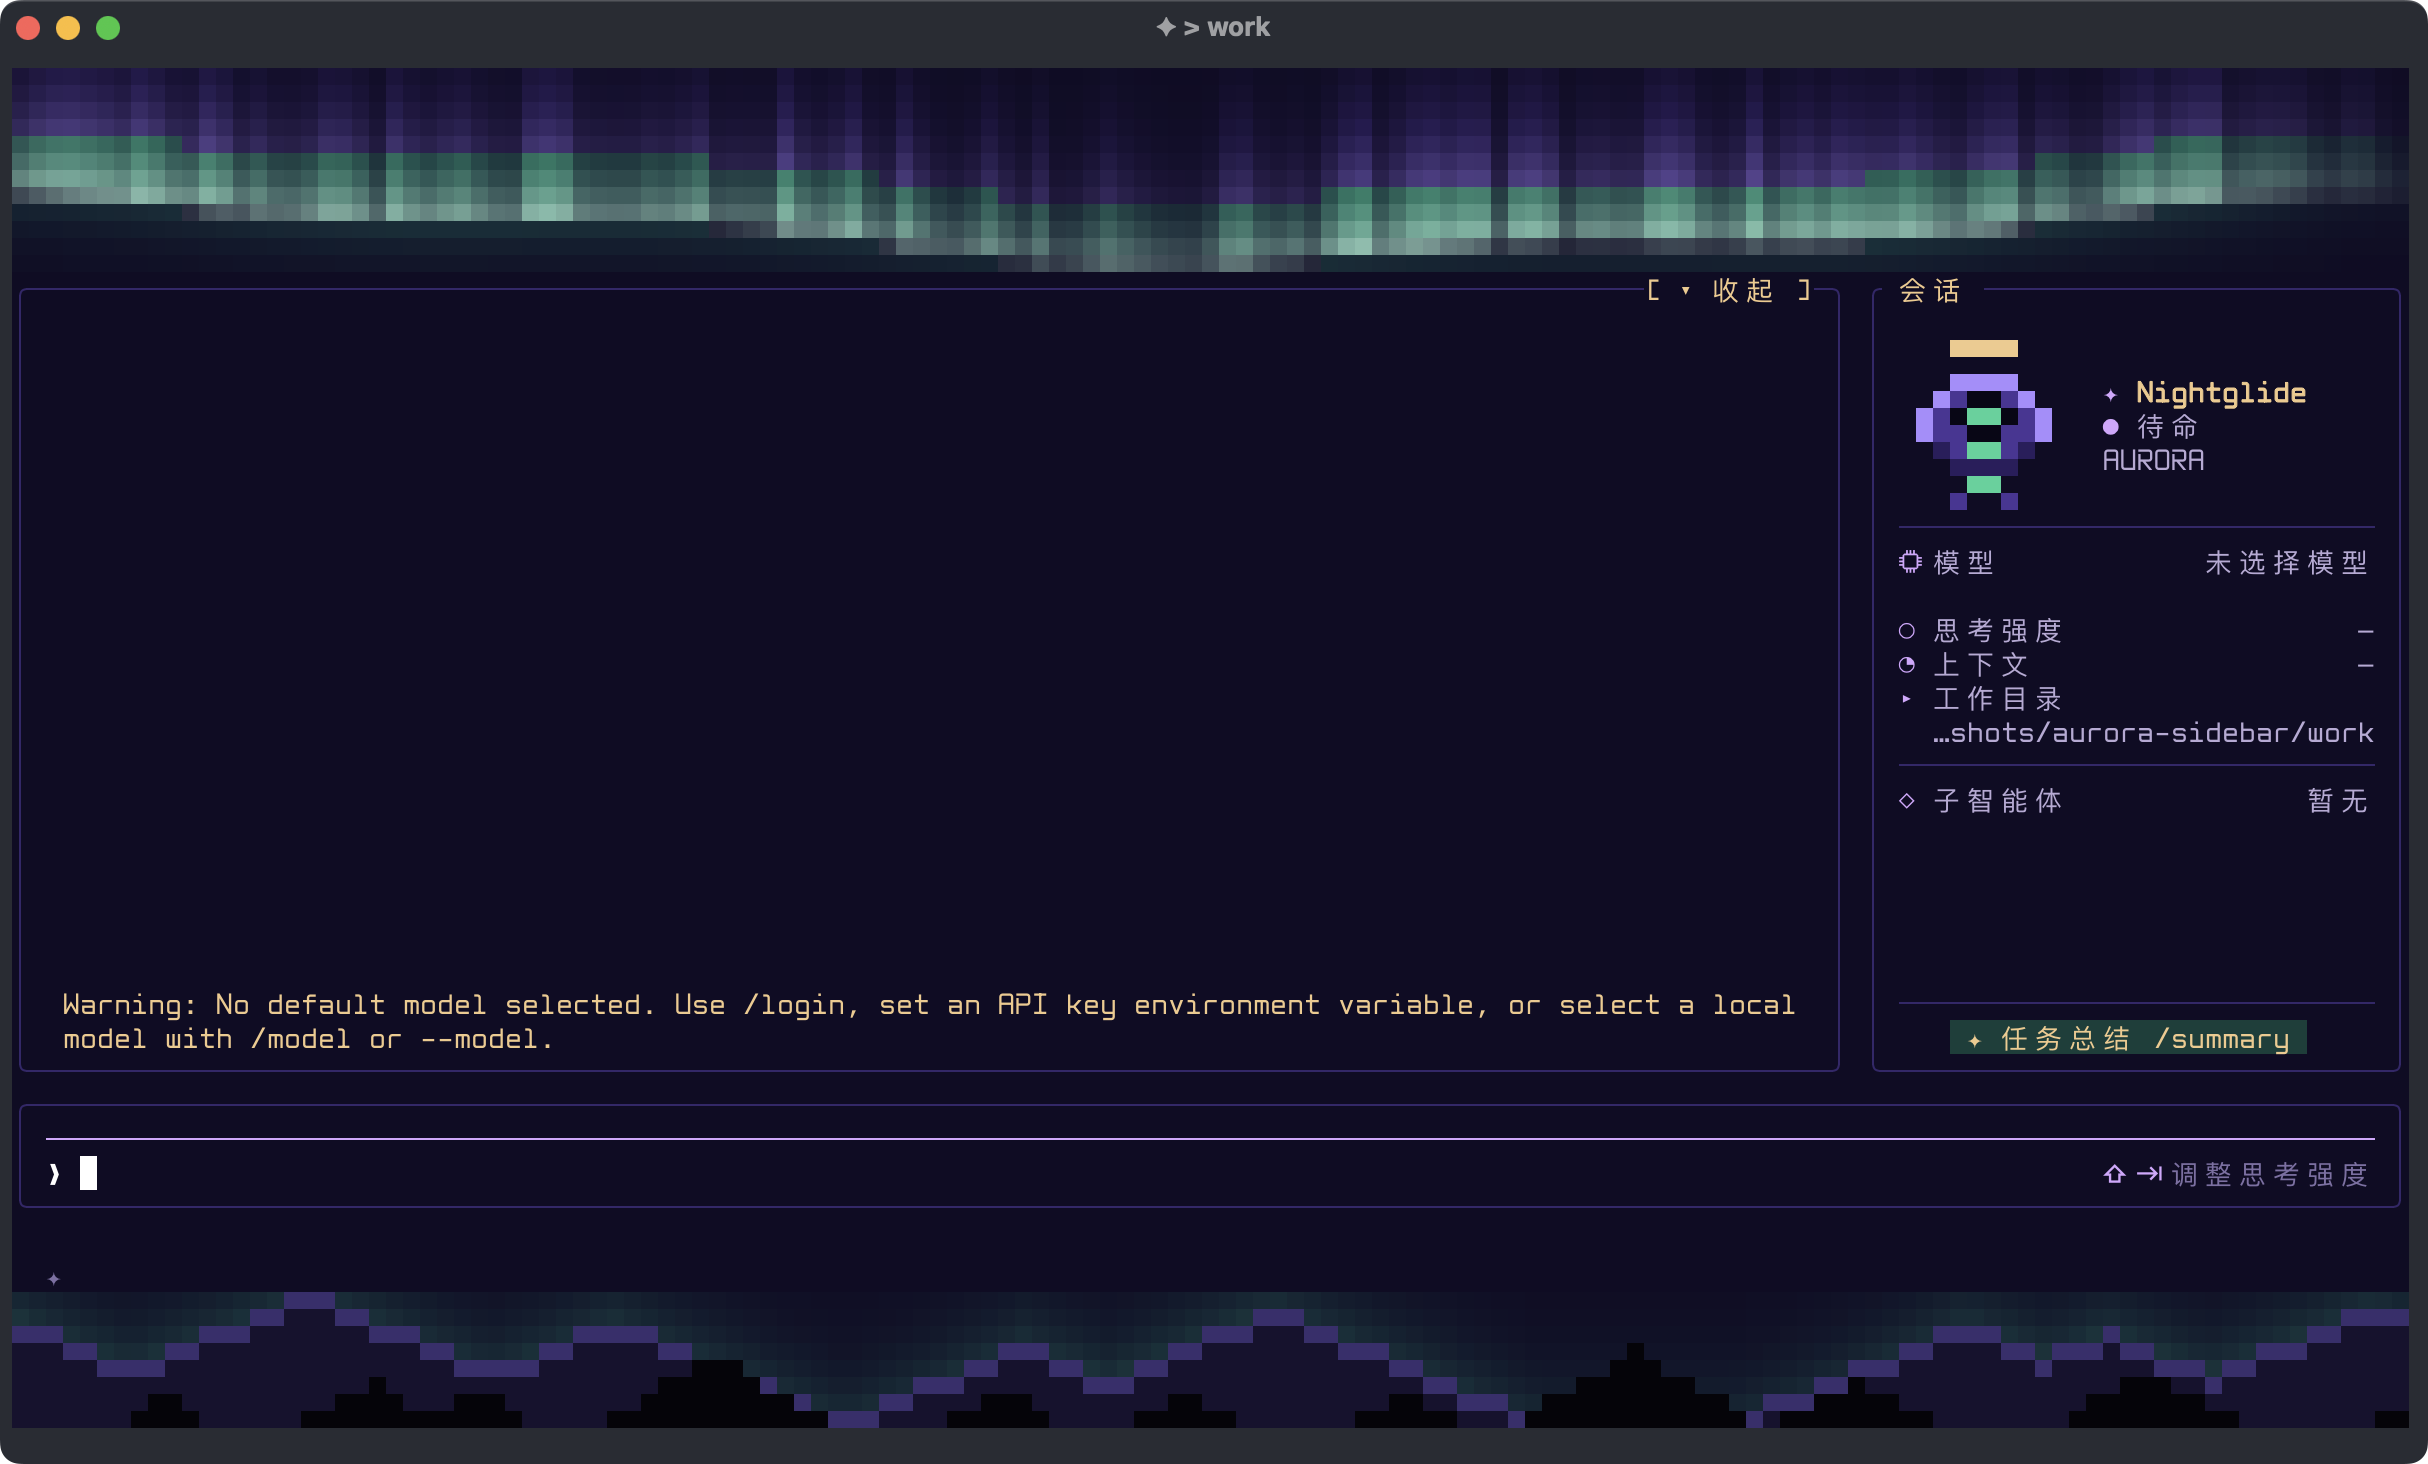 ✦ > work
[ ▾ 收起 ]
会话
✦ Nightglide
● 待命
AURORA
模型 未选择模型
○ 思考强度 —
◔ 上下文 —
▸ 工作目录
…shots/aurora-sidebar/work
◇ 子智能体 暂无
Warning: No default model selected. Use /login, set an API key environment variable, or select a local
model with /model or --model.
✦ 任务总结 /summary
❯
⇧ ⇥ 调整思考强度
✦